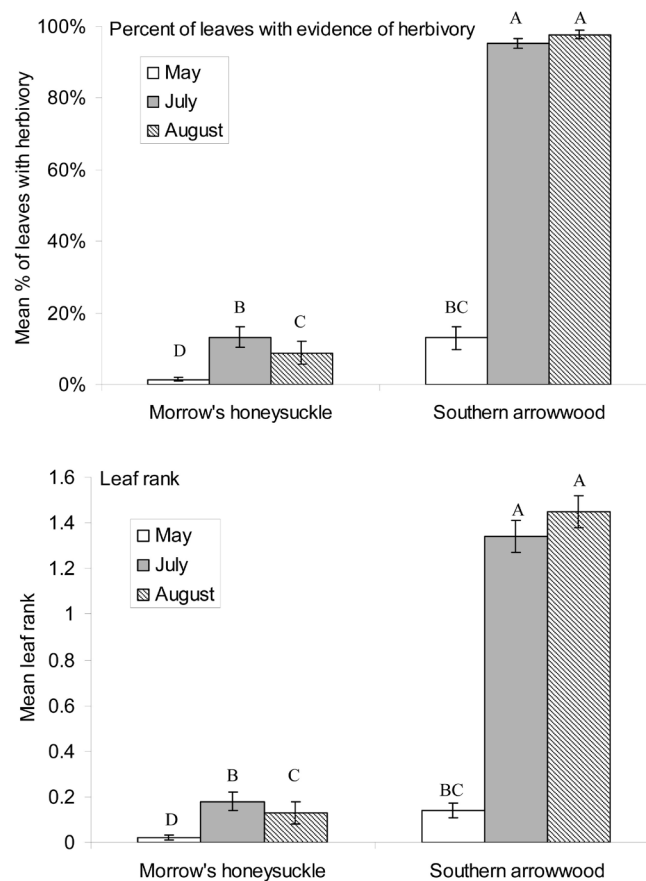 Percent of leaves with evidence of herbivory
Mean % of leaves with herbivory
100%
80%
60%
40%
20%
0%
May
July
August
D
B
C
BC
A
A
Morrow's honeysuckle
Southern arrowwood
Leaf rank
Mean leaf rank
1.6
1.4
1.2
1
0.8
0.6
0.4
0.2
0
May
July
August
D
B
C
BC
A
A
Morrow's honeysuckle
Southern arrowwood